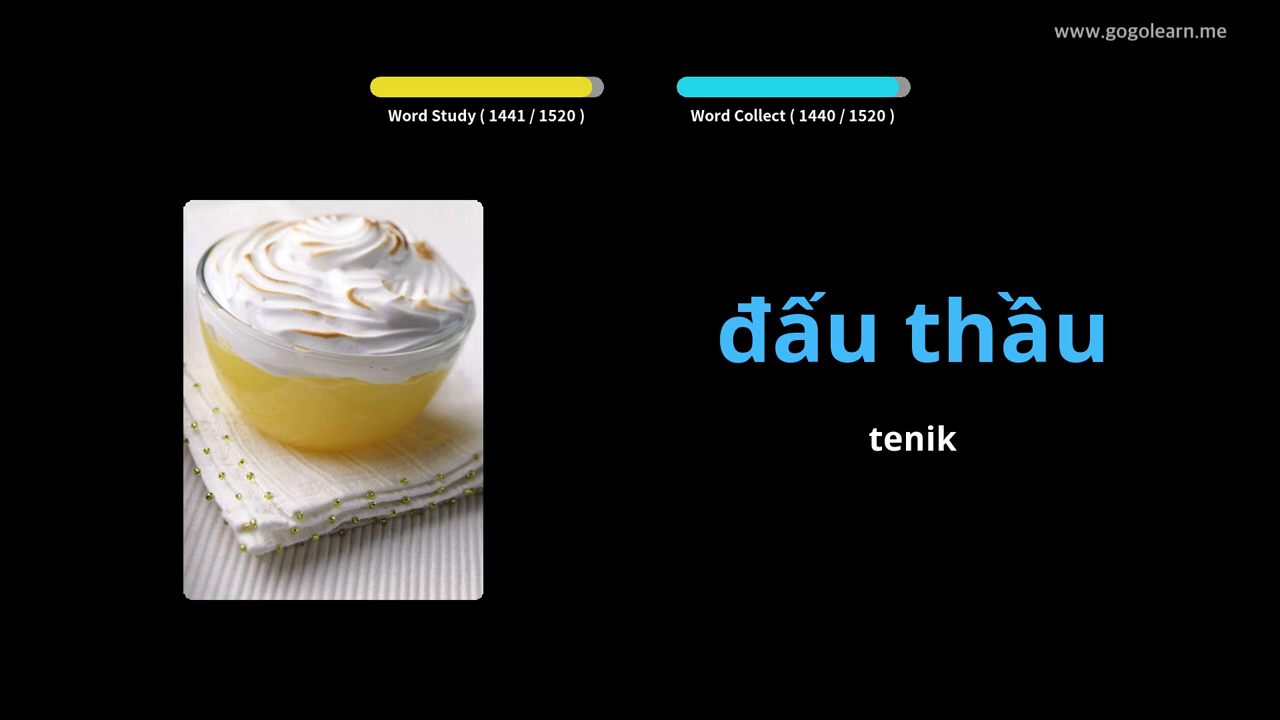 www.gogolearn.me
Word Study ( 1441 / 1520 )
Word Collect ( 1440 / 1520 )
đấu thầu
tenik